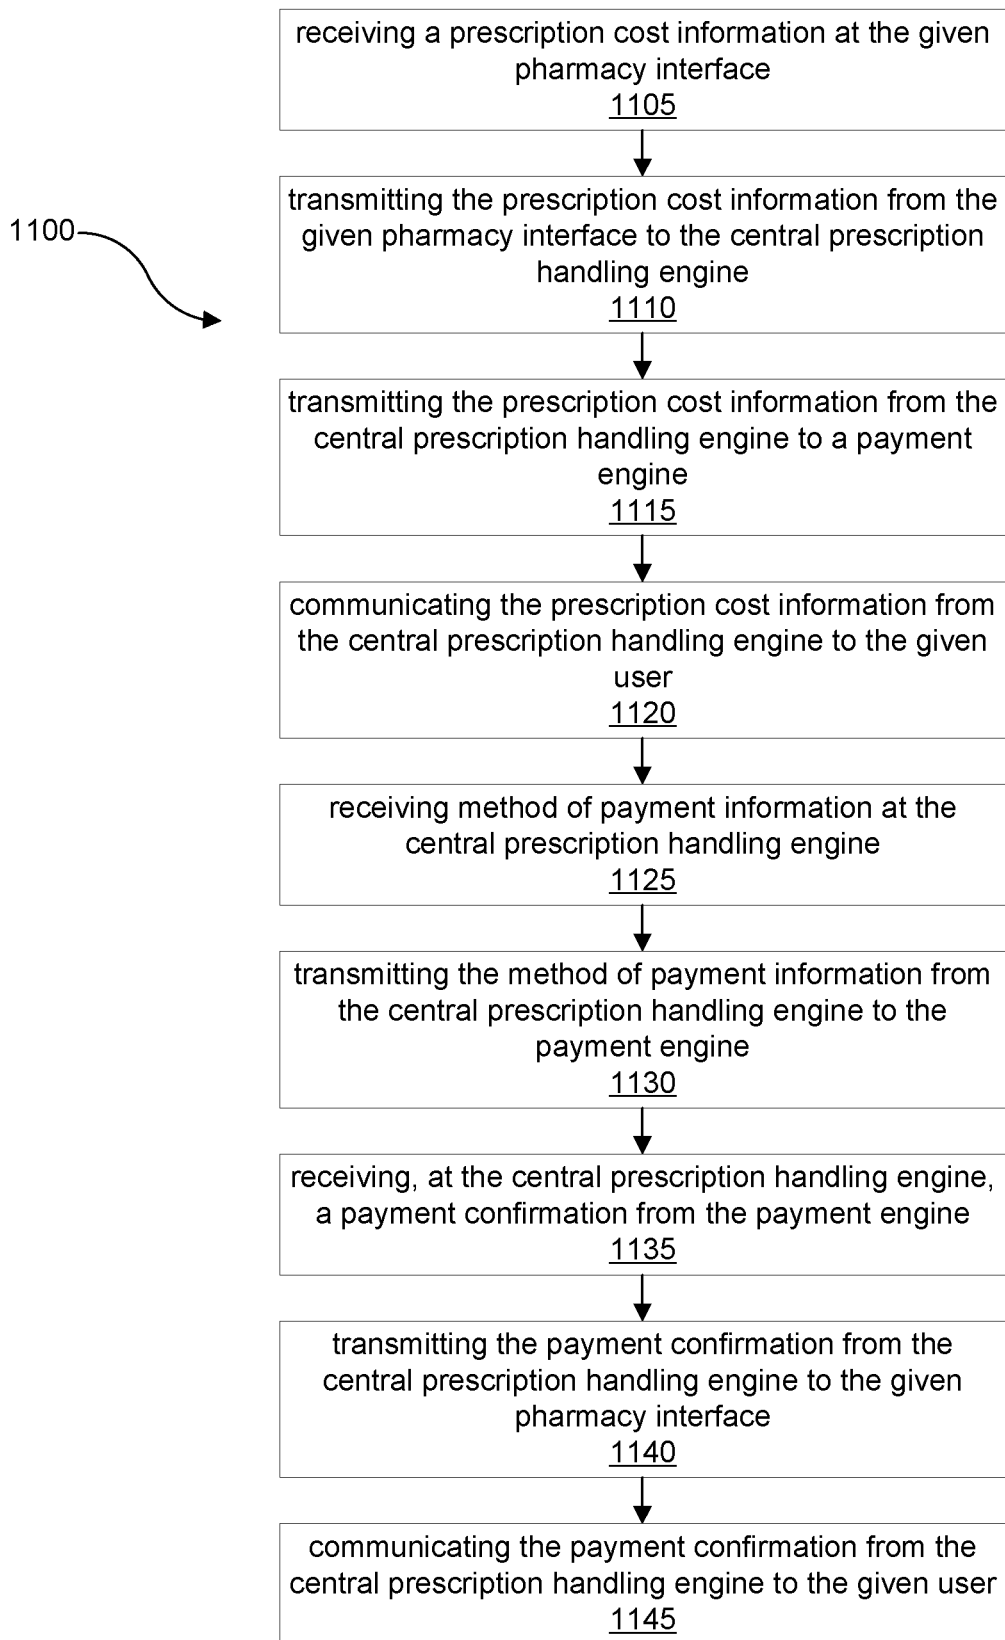 receiving a prescription cost information at the given
pharmacy interface
1105
transmitting the prescription cost information from the
given pharmacy interface to the central prescription
handling engine
1110
1100
transmitting the prescription cost information from the
central prescription handling engine to a payment
engine
1115
communicating the prescription cost information from
the central prescription handling engine to the given
user
1120
receiving method of payment information at the
central prescription handling engine
1125
transmitting the method of payment information from
the central prescription handling engine to the
payment engine
1130
receiving, at the central prescription handling engine,
a payment confirmation from the payment engine
1135
transmitting the payment confirmation from the
central prescription handling engine to the given
pharmacy interface
1140
communicating the payment confirmation from the
central prescription handling engine to the given user
1145